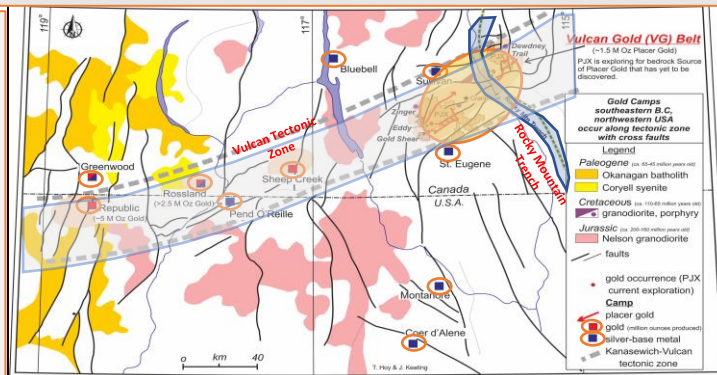 119°
117°
115°
Vulcan Gold (VG) Belt
(~1.5 M Oz Placer Gold)
PJX is exploring for bedrock Source
of Placer Gold that has yet to be
discovered.
Dewdney
Trail
Bluebell
Sullivan
Zinger
PJX
Eddy
Gold Shear
Vulcan Tectonic
Zone
Rocky Mountain
Trench
St. Eugene
Greenwood
Sheep Creek
Rossland
(>2.5 M Oz Gold)
Republic
(~5 M Oz Gold)
Pend O'Reille
Canada
U.S.A.
Montanore
Coer d'Alene
0 km 40
T. Hoy & J. Keating
Gold Camps
southeastern B.C,
northwestern USA
occur along tectonic zone
with cross faults
Legend
Paleogene
Okanagan batholith
Coryell syenite
Cretaceous
granodiorite, porphyry
Jurassic
Nelson granodiorite
faults
gold occurrence (PJX
current exploration)
Camp
placer gold
gold (million ounces produced)
silver-base metal
Kanasewich-Vulcan
tectonic zone